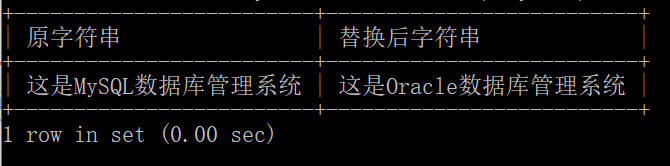 原字符串 替换后字符串
这是MySQL数据库管理系统 这是Oracle数据库管理系统
1 row in set (0.00 sec)